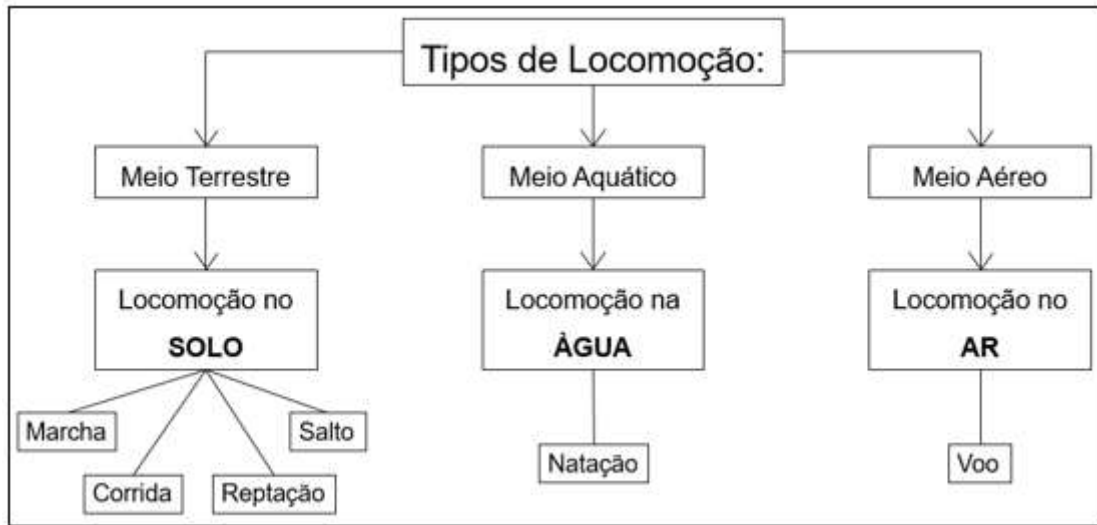 Tipos de Locomoção:
Meio Terrestre
Meio Aquático
Meio Aéreo
Locomoção no
SOLO
Locomoção na
ÀGUA
Locomoção no
AR
Marcha
Salto
Corrida
Reptação
Natação
Voo